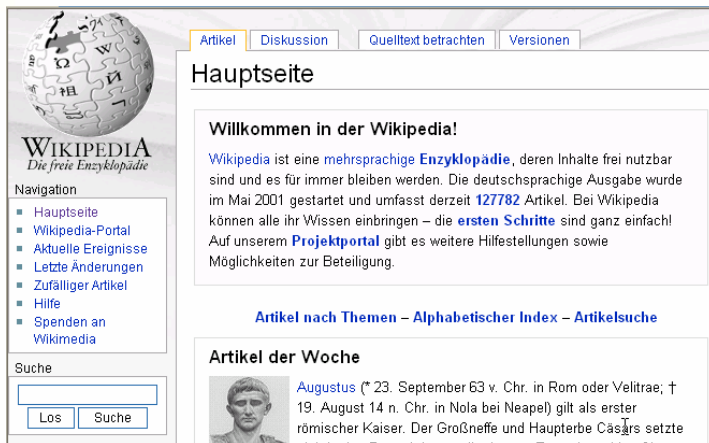 WIKIPEDIA
Die freie Enzyklopädie
Navigation
Hauptseite
Wikipedia-Portal
Aktuelle Ereignisse
Letzte Änderungen
Zufälliger Artikel
Hilfe
Spenden an
Wikimedia
Suche
Los Suche
Artikel Diskussion Quelltext betrachten Versionen
Hauptseite
Willkommen in der Wikipedia!
Wikipedia ist eine mehrsprachige Enzyklopädie, deren Inhalte frei nutzbar
sind und es für immer bleiben werden. Die deutschsprachige Ausgabe wurde
im Mai 2001 gestartet und umfasst derzeit 127782 Artikel. Bei Wikipedia
können alle ihr Wissen einbringen – die ersten Schritte sind ganz einfach!
Auf unserem Projektportal gibt es weitere Hilfestellungen sowie
Möglichkeiten zur Beteiligung.
Artikel nach Themen – Alphabetischer Index – Artikelsuche
Artikel der Woche
Augustus (* 23. September 63 v. Chr. in Rom oder Velitrae; †
19. August 14 n. Chr. in Nola bei Neapel) gilt als erster
römischer Kaiser. Der Großneffe und Haupterbe Cäsars setzte